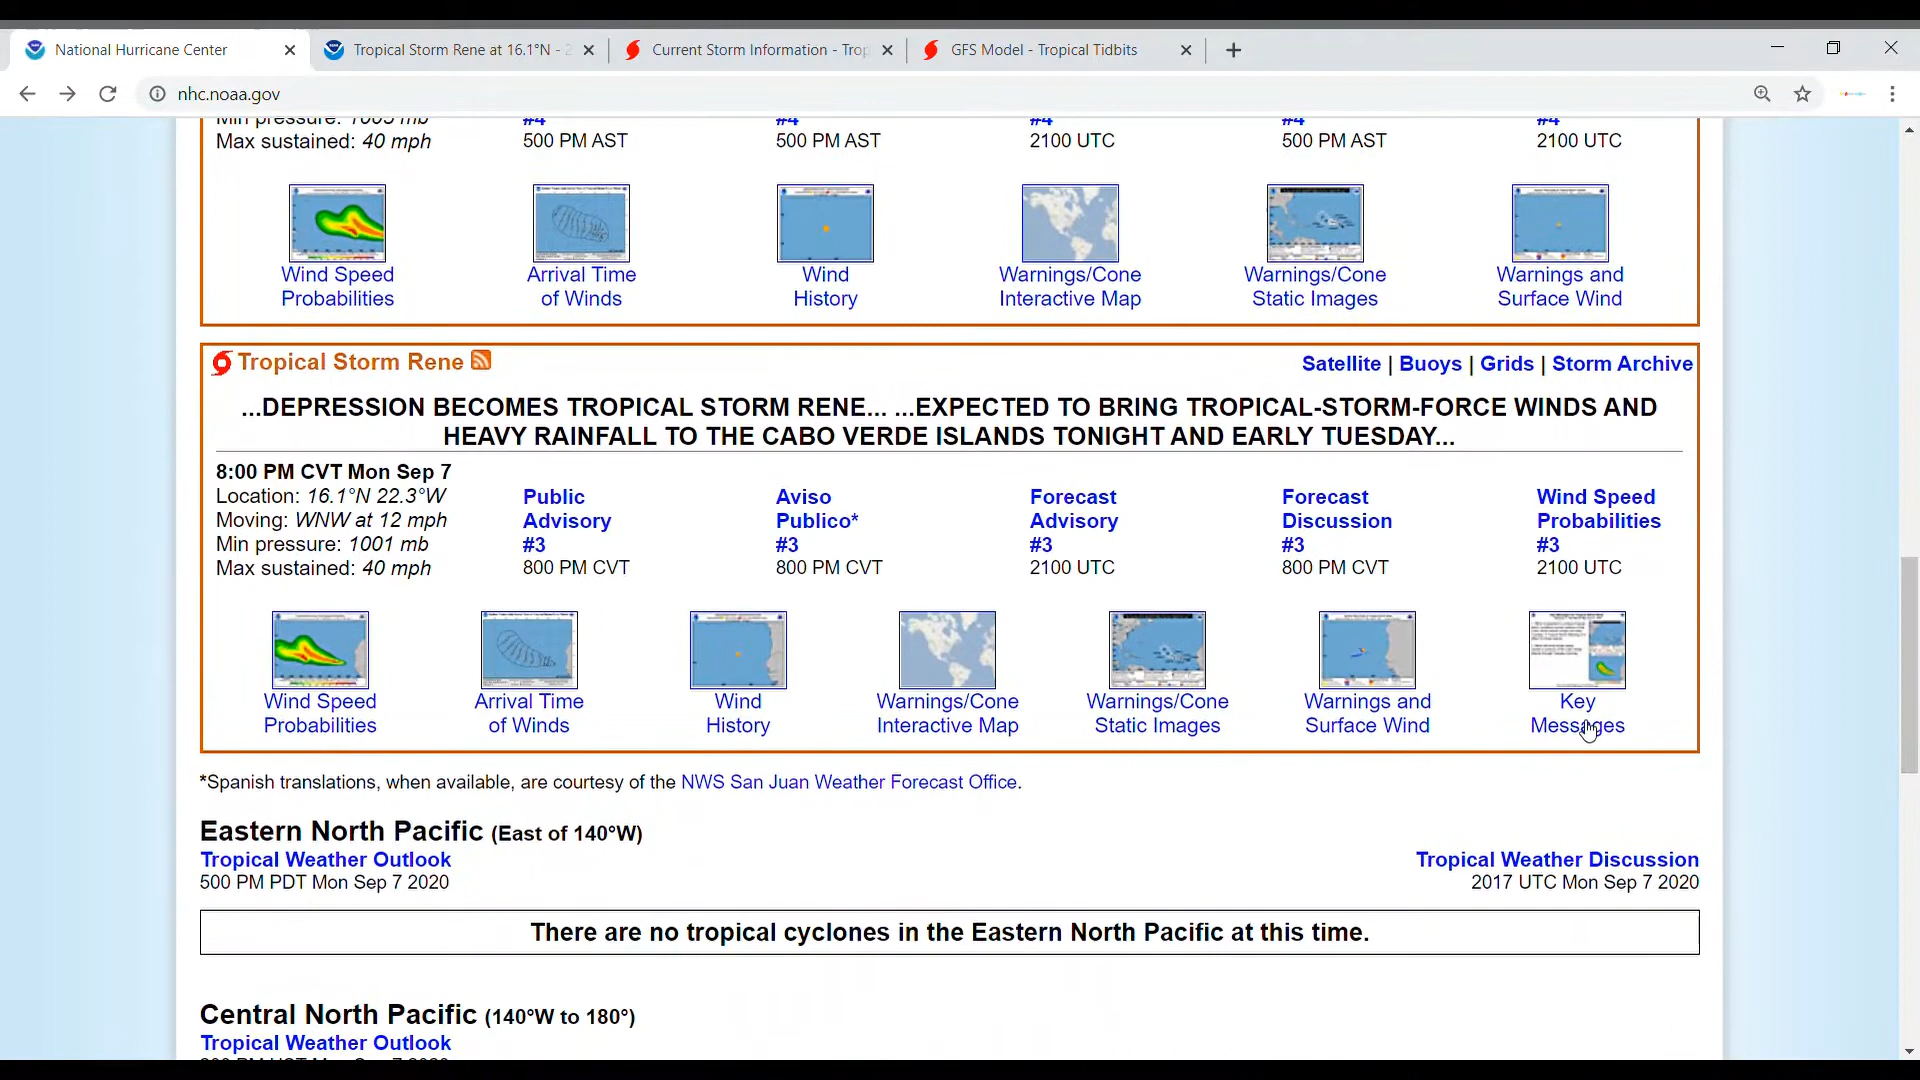 National Hurricane Center
Tropical Storm Rene at 16.1°N - 2
Current Storm Information - Trop
GFS Model - Tropical Tidbits
nhc.noaa.gov
Min pressure: 1005 mb #4 #4 #4 #4 #4
Max sustained: 40 mph 500 PM AST 500 PM AST 2100 UTC 500 PM AST 2100 UTC
Wind Speed Arrival Time Wind Warnings/Cone Warnings/Cone Warnings and
Probabilities of Winds History Interactive Map Static Images Surface Wind
Tropical Storm Rene Satellite | Buoys | Grids | Storm Archive
...DEPRESSION BECOMES TROPICAL STORM RENE... ...EXPECTED TO BRING TROPICAL-STORM-FORCE WINDS AND
HEAVY RAINFALL TO THE CABO VERDE ISLANDS TONIGHT AND EARLY TUESDAY...
8:00 PM CVT Mon Sep 7
Location: 16.1°N 22.3°W Public Aviso Forecast Forecast Wind Speed
Moving: WNW at 12 mph Advisory Publico* Advisory Discussion Probabilities
Min pressure: 1001 mb #3 #3 #3 #3 #3
Max sustained: 40 mph 800 PM CVT 800 PM CVT 2100 UTC 800 PM CVT 2100 UTC
Wind Speed Arrival Time Wind Warnings/Cone Warnings/Cone Warnings and Key
Probabilities of Winds History Interactive Map Static Images Surface Wind Messages
*Spanish translations, when available, are courtesy of the NWS San Juan Weather Forecast Office.
Eastern North Pacific (East of 140°W)
Tropical Weather Outlook Tropical Weather Discussion
500 PM PDT Mon Sep 7 2020 2017 UTC Mon Sep 7 2020
There are no tropical cyclones in the Eastern North Pacific at this time.
Central North Pacific (140°W to 180°)
Tropical Weather Outlook